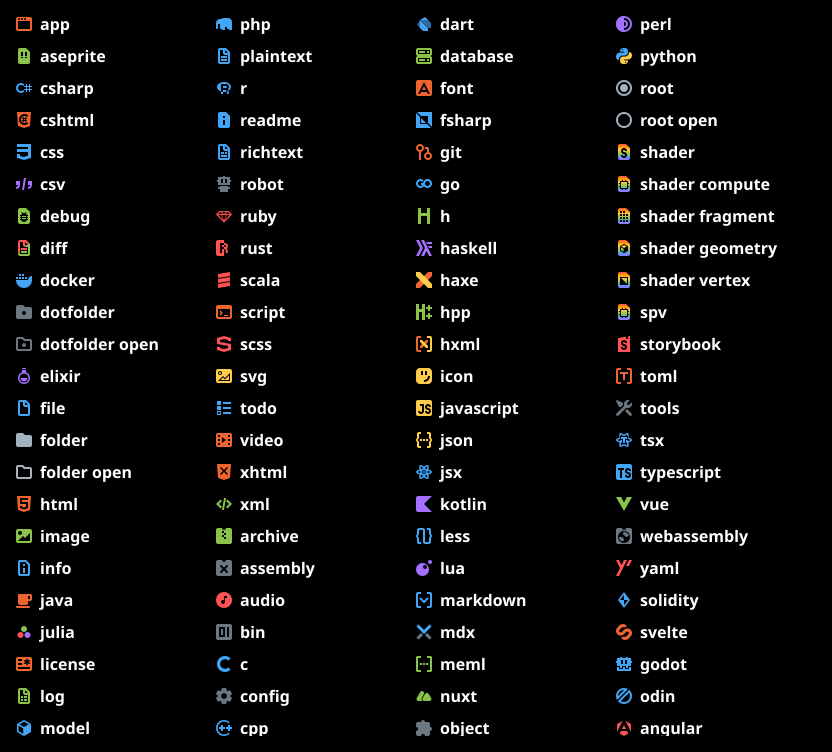 app
aseprite
csharp
cshtml
css
csv
debug
diff
docker
dotfolder
dotfolder open
elixir
file
folder
folder open
html
image
info
java
julia
license
log
model
php
plaintext
r
readme
richtext
robot
ruby
rust
scala
script
scss
svg
todo
video
xhtml
xml
archive
assembly
audio
bin
c
config
cpp
dart
database
font
fsharp
git
go
h
haskell
haxe
hpp
hxml
icon
javascript
json
jsx
kotlin
less
lua
markdown
mdx
meml
nuxt
object
perl
python
root
root open
shader
shader compute
shader fragment
shader geometry
shader vertex
spv
storybook
toml
tools
tsx
typescript
vue
webassembly
yaml
solidity
svelte
godot
odin
angular